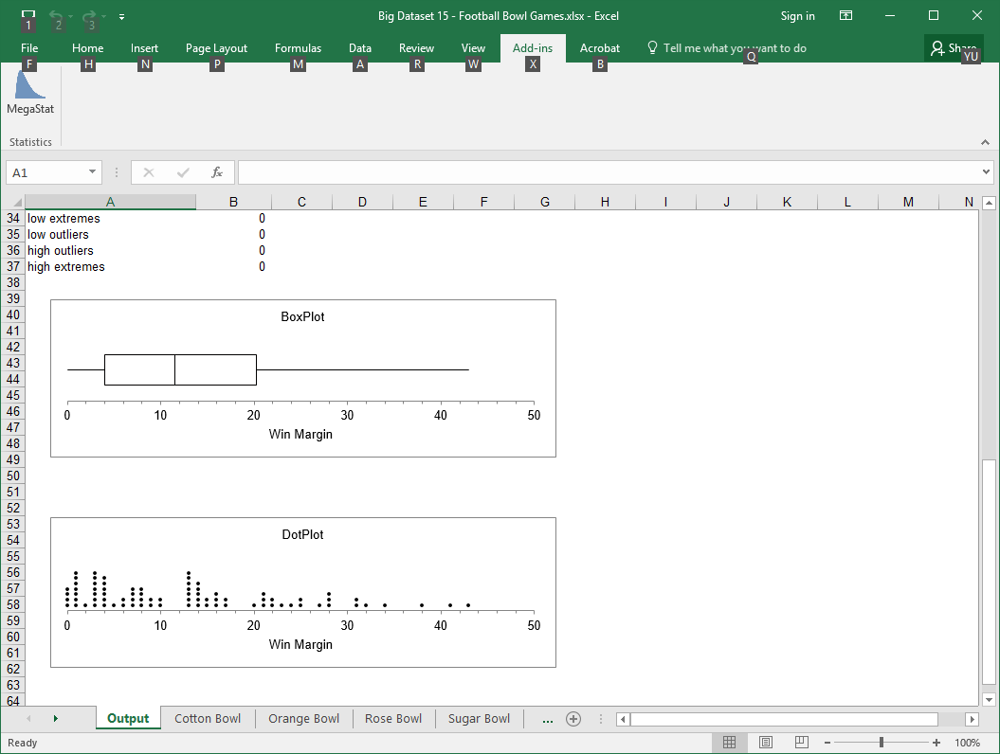 Big Dataset 15 - Football Bowl Games.xlsx - Excel
Sign in
1 2 3
File Home Insert Page Layout Formulas Data Review View Add-ins Acrobat Tell me what you want to do Share
F H N P M A R W X B Q YU
MegaStat
Statistics
A1 fx
A B C D E F G H I J K L M N
34 low extremes 0
35 low outliers 0
36 high outliers 0
37 high extremes 0
38
39
40
41
42
43
44
45
46
47
48
49
50
51
52
53
54
55
56
57
58
59
60
61
62
63
64
BoxPlot
0 10 20 30 40 50
Win Margin
DotPlot
0 10 20 30 40 50
Win Margin
Output Cotton Bowl Orange Bowl Rose Bowl Sugar Bowl ...
Ready 100%